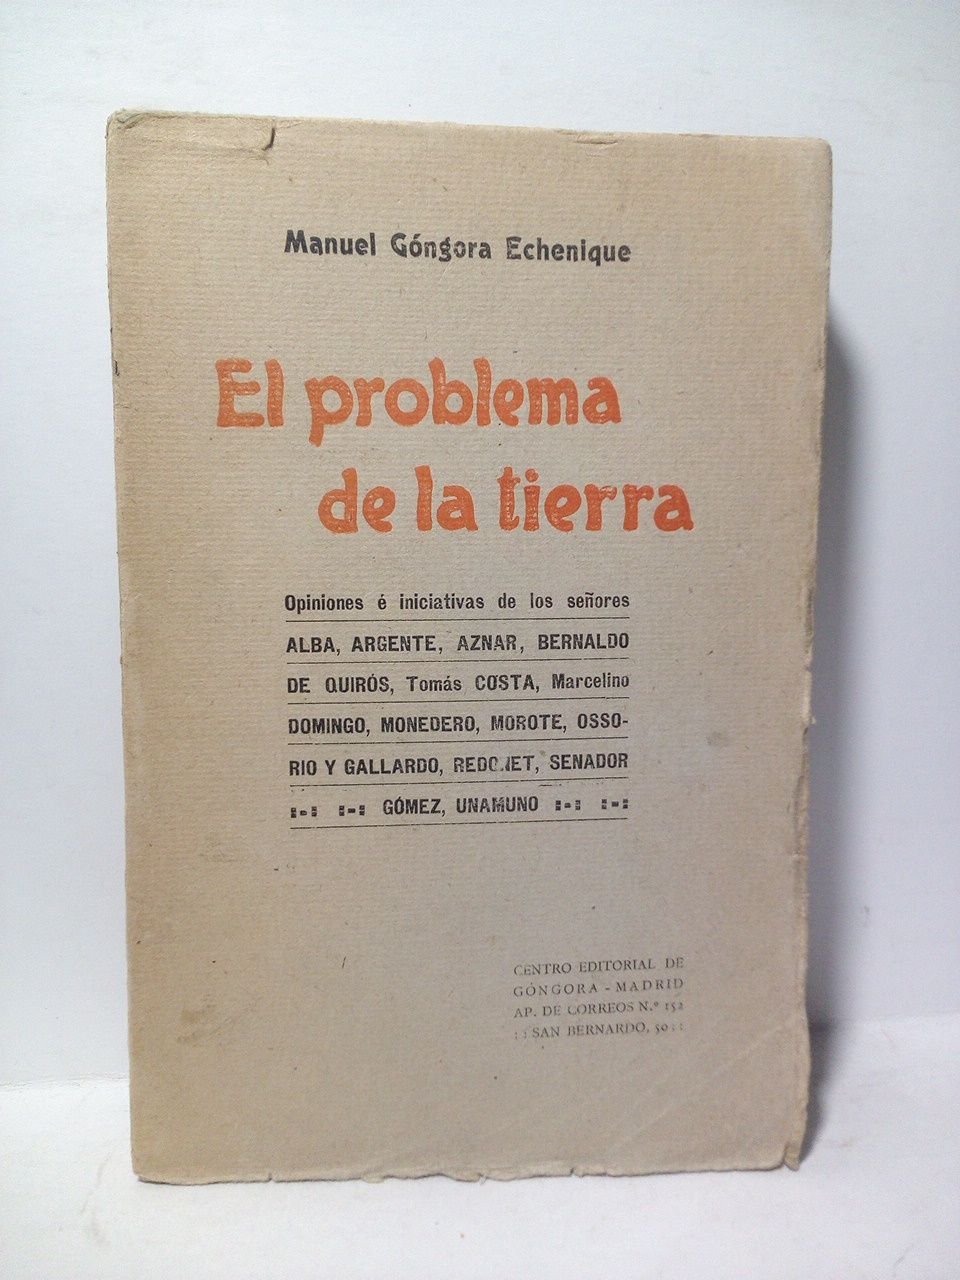 Manuel Góngora Echenique
El problema
de la tierra
Opiniones é iniciativas de los señores
ALBA, ARGENTE, AZNAR, BERNALDO
DE QUIRÓS, Tomás COSTA, Marcelino
DOMINGO, MONEDERO, MOROTE, OSSO-
RIO Y GALLARDO, SENADOR
GÓMEZ, UNAMUNO
CENTRO EDITORIAL DE
GÓNGORA - MADRID
AP. DE CORREOS N.º 152
: : SAN BERNARDO, 50 : :